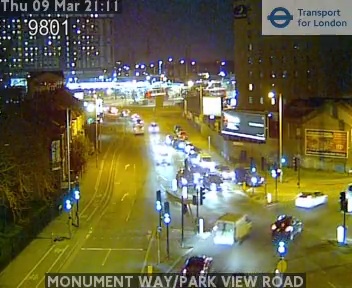 Thu 09 Mar 21:11
9801
Transport
for London
MONUMENT WAY/PARK VIEW ROAD